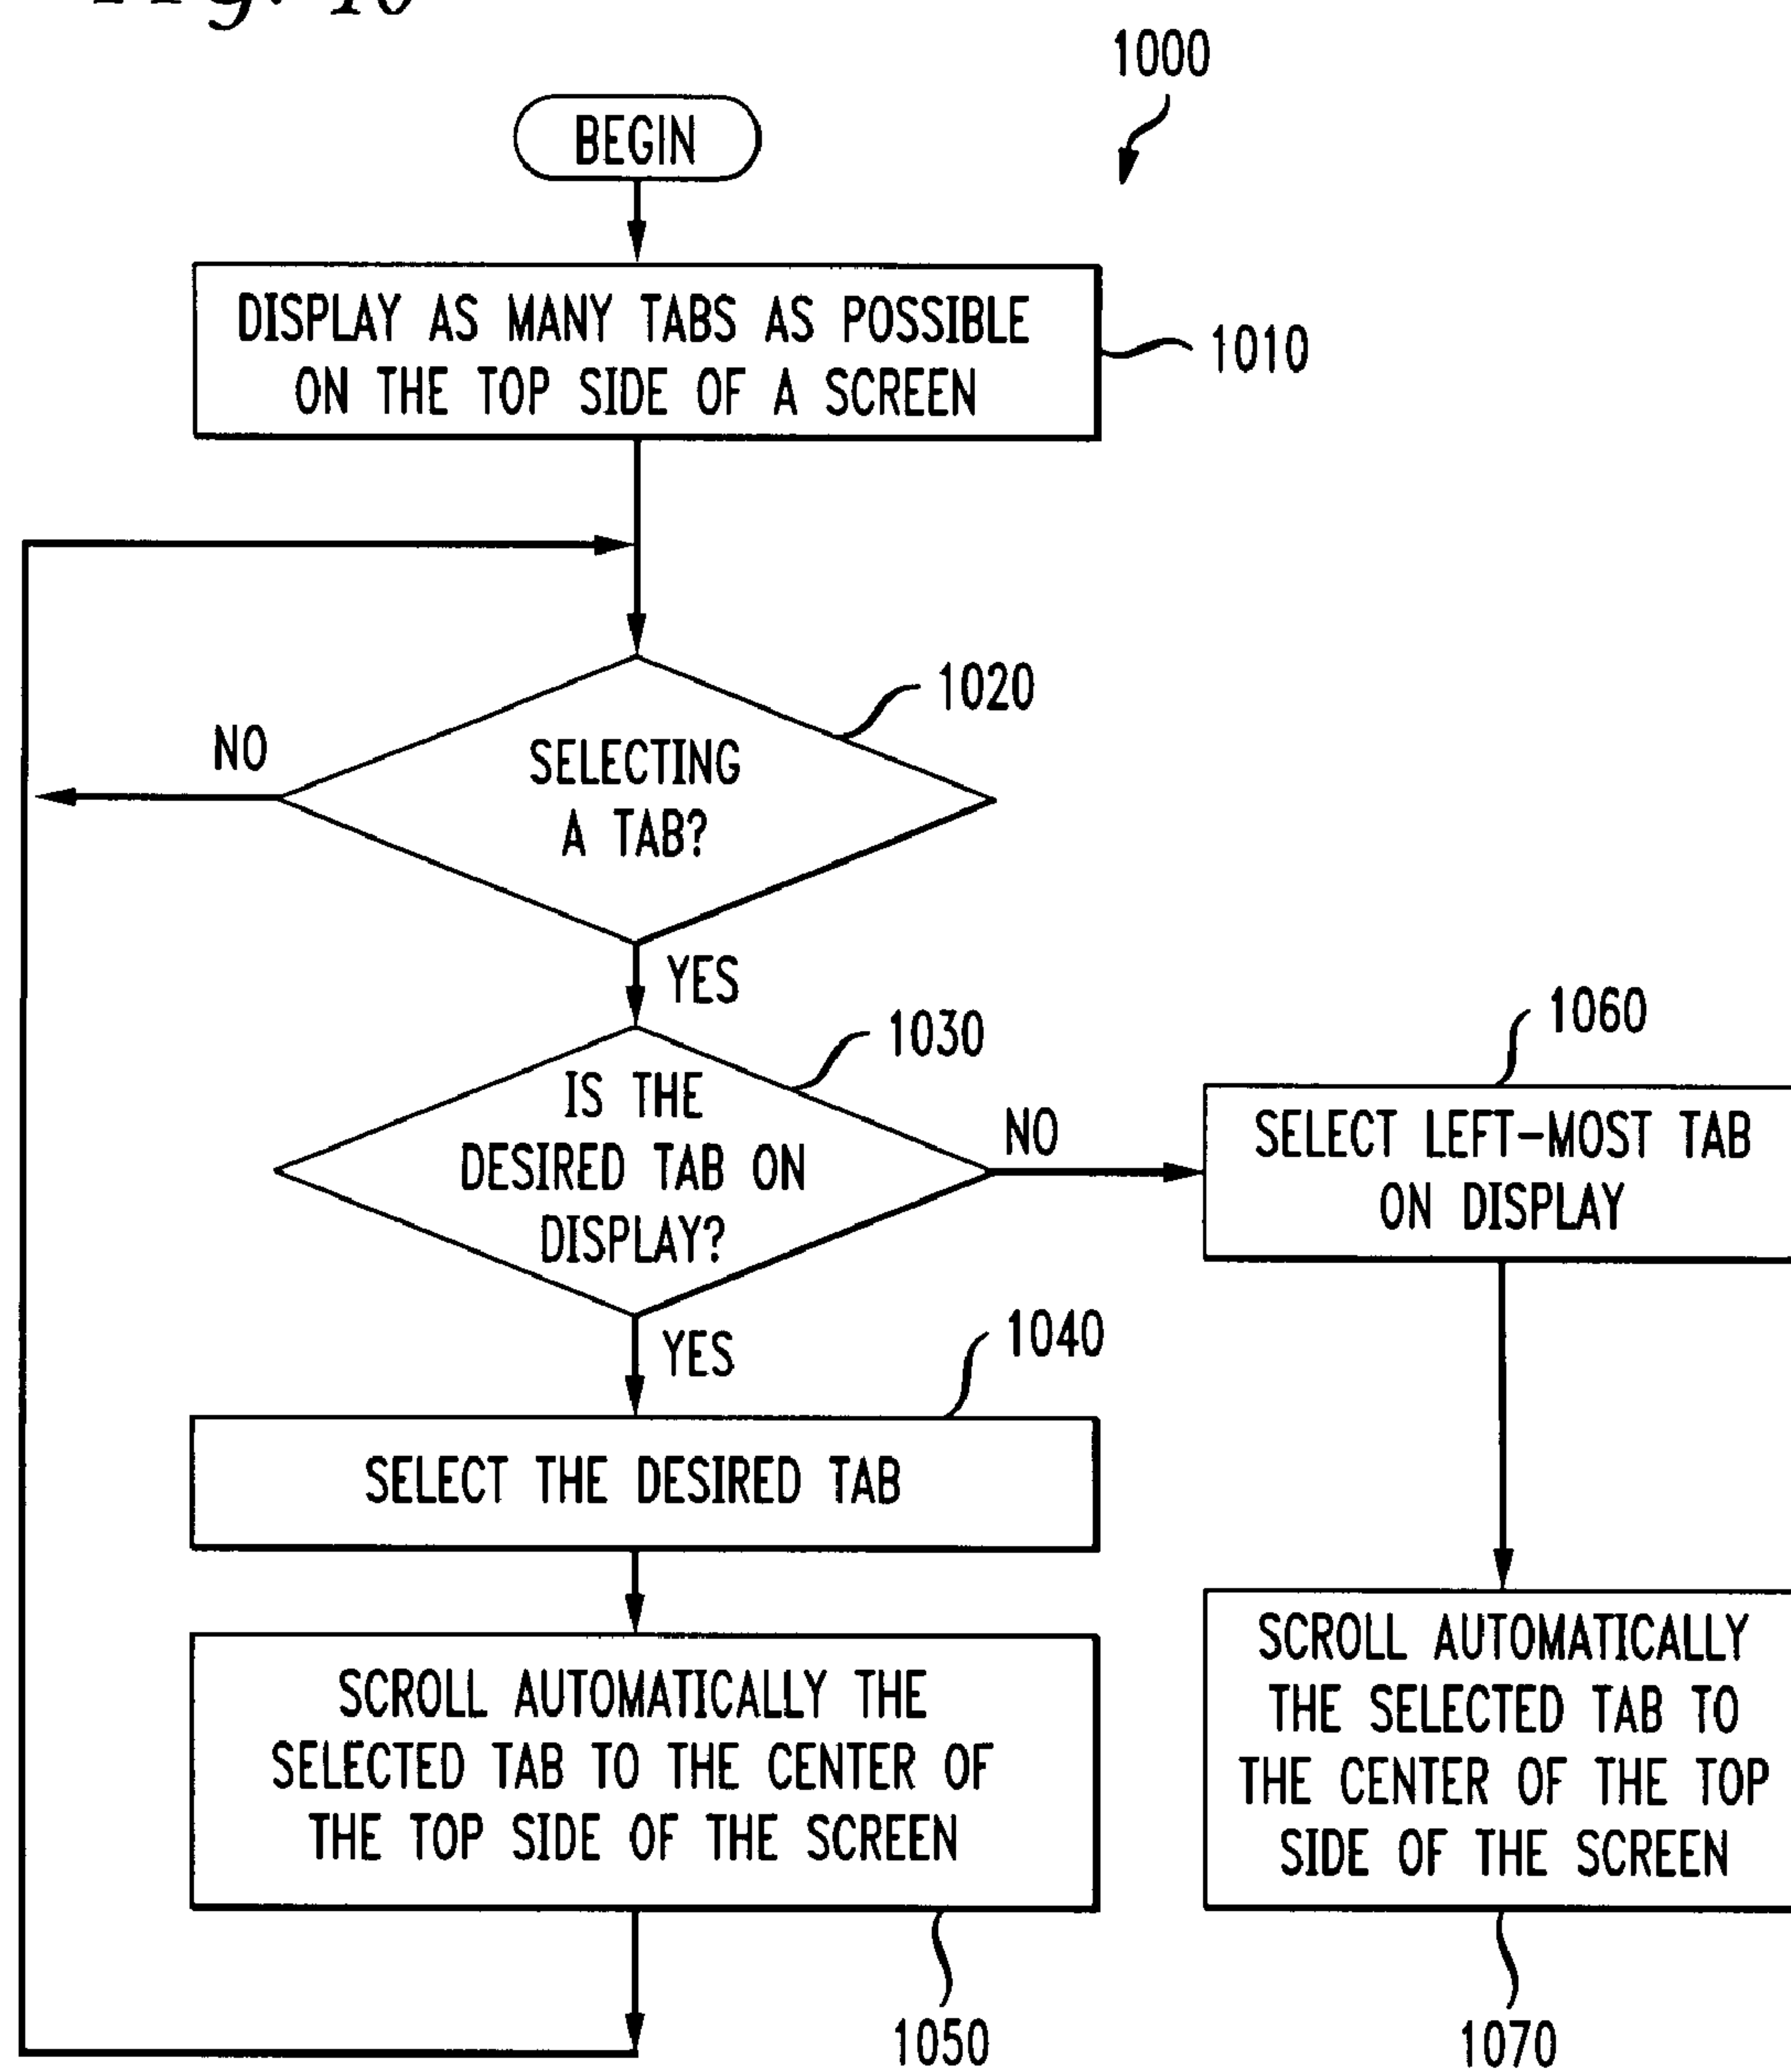 Fig. 10
1000
BEGIN
DISPLAY AS MANY TABS AS POSSIBLE
ON THE TOP SIDE OF A SCREEN
1010
1020
NO
SELECTING
A TAB?
YES
1030
IS THE
DESIRED TAB ON
DISPLAY?
NO
1060
SELECT LEFT-MOST TAB
ON DISPLAY
YES
1040
SELECT THE DESIRED TAB
SCROLL AUTOMATICALLY THE
SELECTED TAB TO THE CENTER OF
THE TOP SIDE OF THE SCREEN
1050
SCROLL AUTOMATICALLY
THE SELECTED TAB TO
THE CENTER OF THE TOP
SIDE OF THE SCREEN
1070